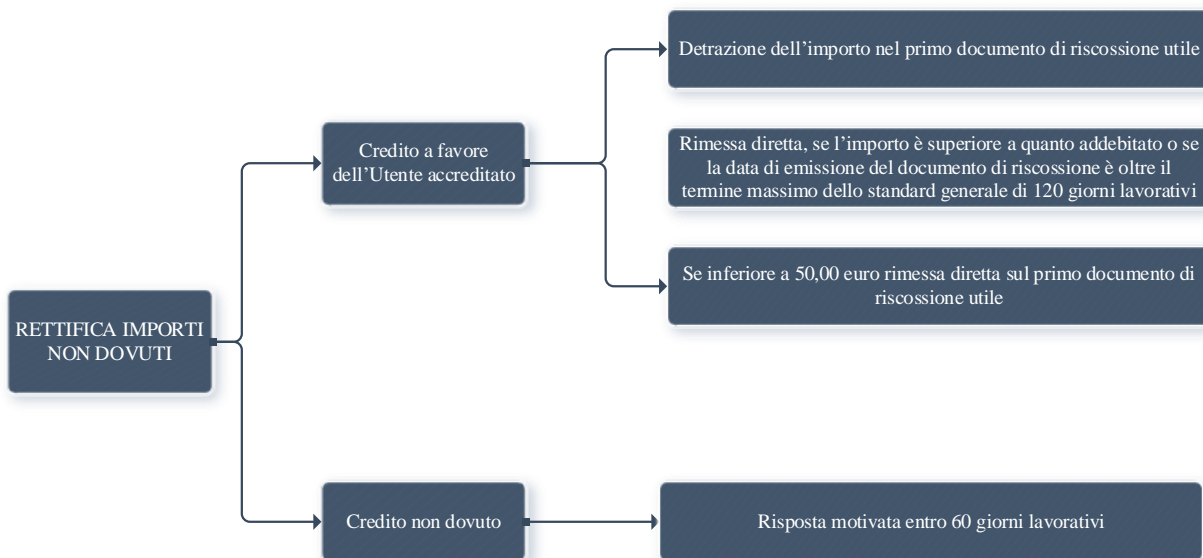 Detrazione dell’importo nel primo documento di riscossione utile
Credito a favore
dell’Utente accreditato
Rimessa diretta, se l’importo è superiore a quanto addebitato o se
la data di emissione del documento di riscossione è oltre il
termine massimo dello standard generale di 120 giorni lavorativi
Se inferiore a 50,00 euro rimessa diretta sul primo documento di
riscossione utile
RETTIFICA IMPORTI
NON DOVUTI
Credito non dovuto
Risposta motivata entro 60 giorni lavorativi